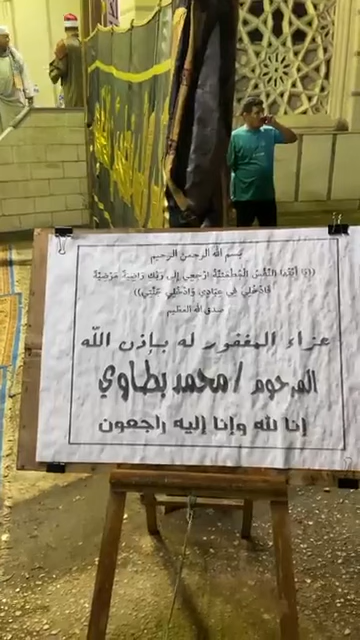 بسم الله الرحمن الرحيم
((يَا أَيَّتُهَا النَّفْسُ الْمُطْمَئِنَّةُ ارْجِعِي إِلَى رَبِّكِ رَاضِيَةً مَرْضِيَّةً
فَادْخُلِي فِي عِبَادِي وَادْخُلِي جَنَّتِي))
صدق الله العظيم
عزاء المغفور له بإذن الله
المرحوم / محمد بطاوي
إنا لله وإنا إليه راجعون